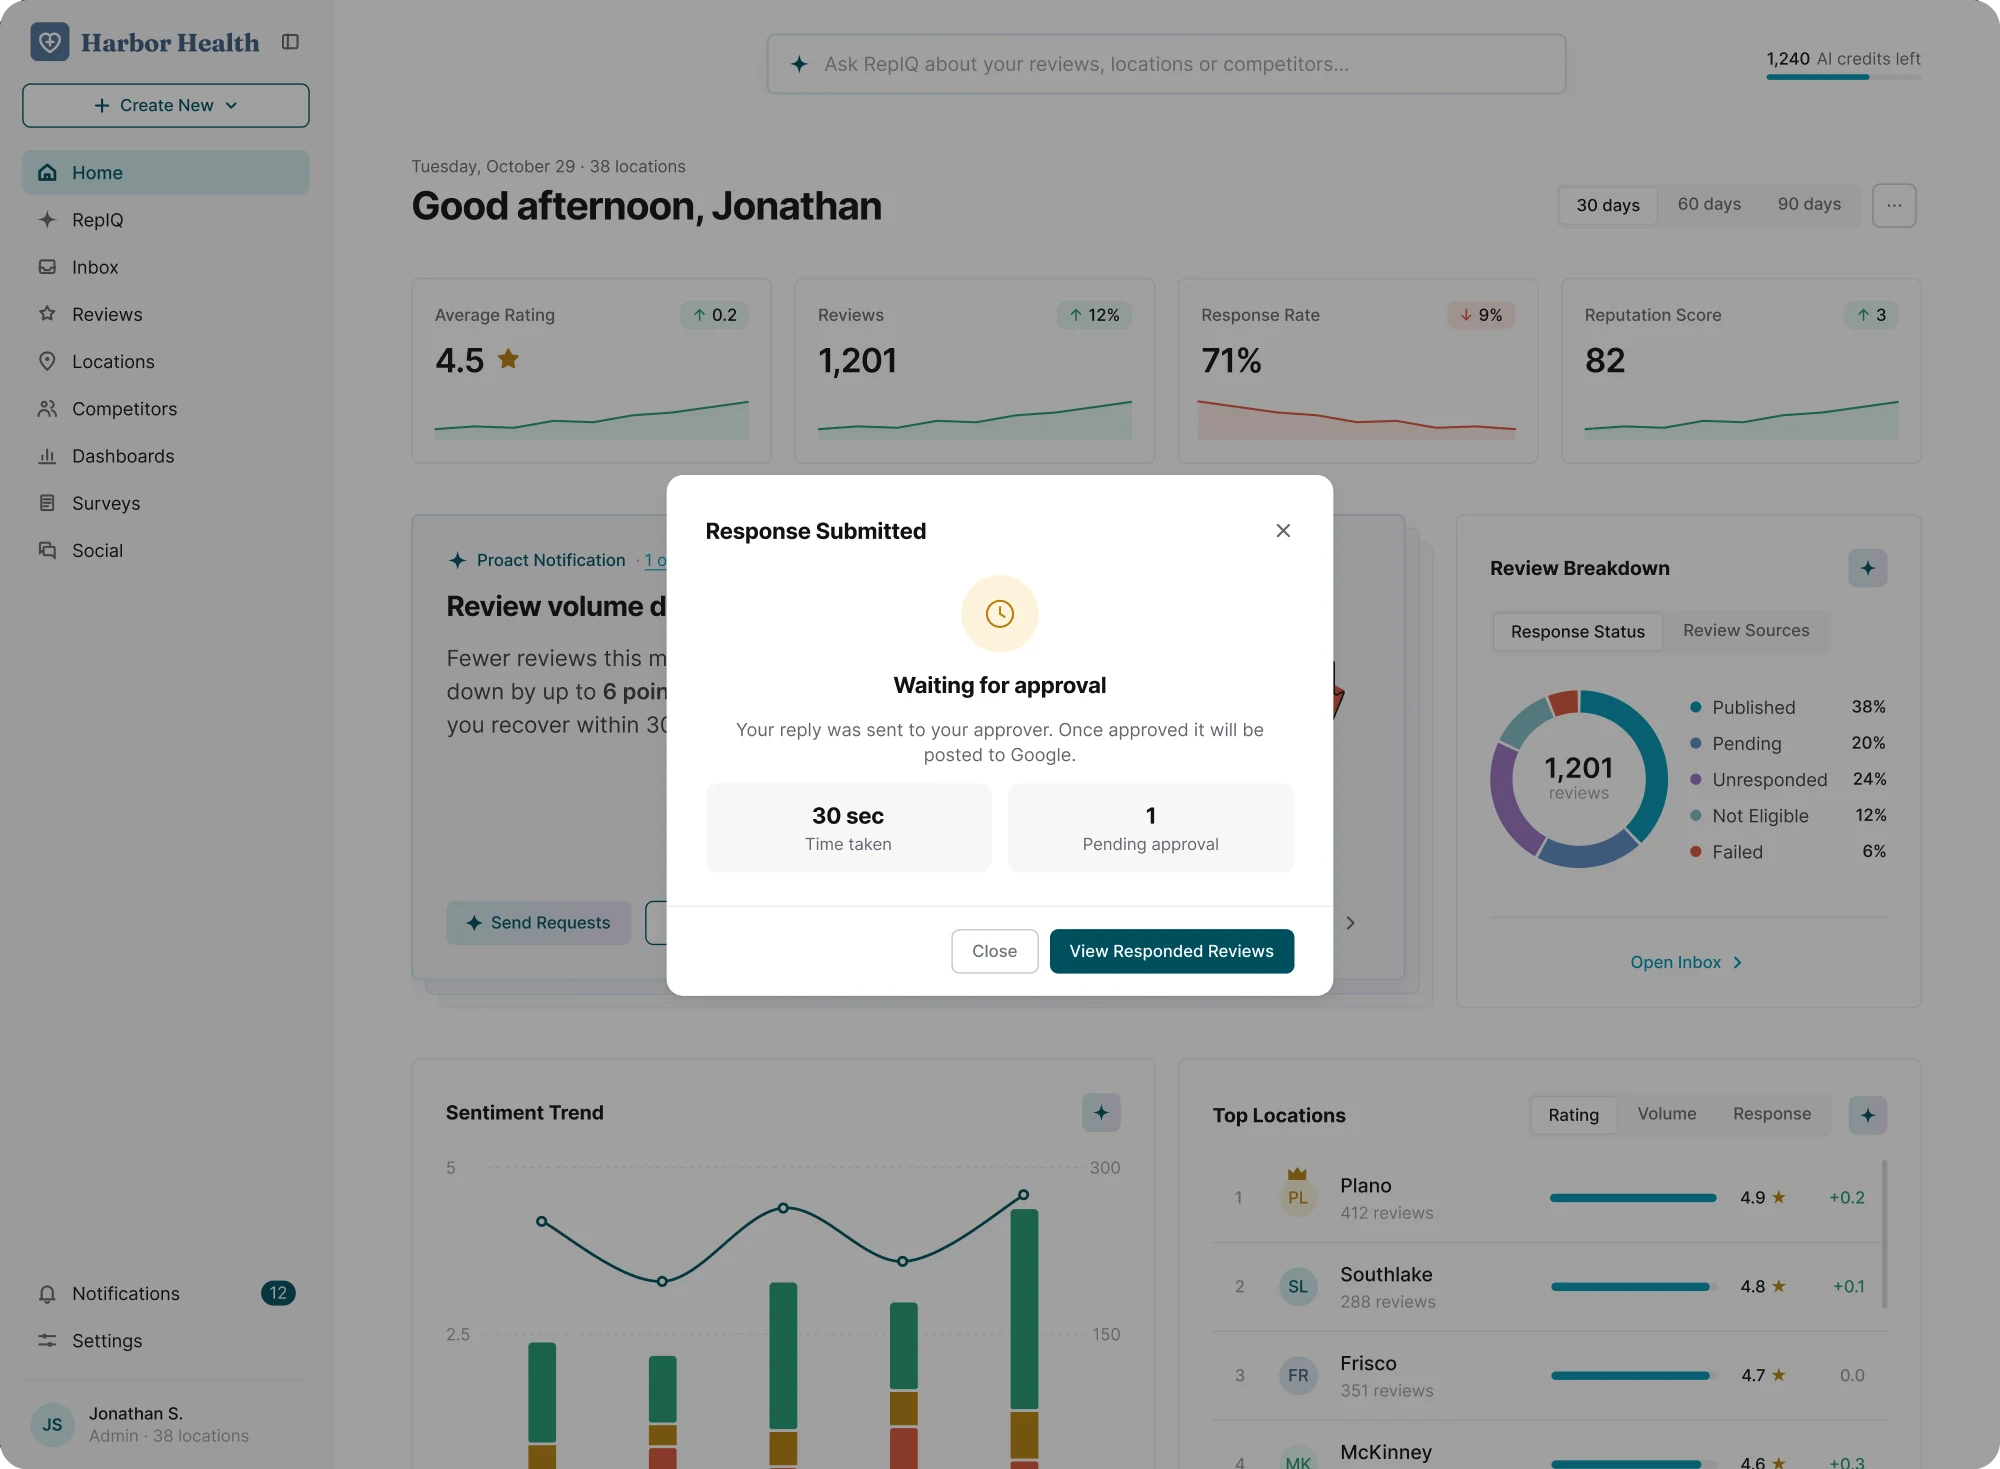 Harbor Health
Create New
Home
RepIQ
Inbox
Reviews
Locations
Competitors
Dashboards
Surveys
Social
Notifications 12
Settings
JS
Jonathan S.
Admin · 38 locations
Ask RepIQ about your reviews, locations or competitors...
1,240 AI credits left
Tuesday, October 29 · 38 locations
Good afternoon, Jonathan
30 days 60 days 90 days
Average Rating 0.2
4.5
Reviews 12%
1,201
Response Rate 9%
71%
Reputation Score 3
82
Proact Notification · 1 o
Review volume d
Fewer reviews this m
down by up to 6 poin
you recover within 30
Send Requests
Response Submitted
Waiting for approval
Your reply was sent to your approver. Once approved it will be
posted to Google.
30 sec
Time taken
1
Pending approval
Close View Responded Reviews
Review Breakdown
Response Status Review Sources
1,201
reviews
Published 38%
Pending 20%
Unresponded 24%
Not Eligible 12%
Failed 6%
Open Inbox
Sentiment Trend
5 300
2.5 150
Top Locations
Rating Volume Response
1 PL Plano 4.9 +0.2
412 reviews
2 SL Southlake 4.8 +0.1
288 reviews
3 FR Frisco 4.7 0.0
351 reviews
4 MK McKinney 4.6 +0.3